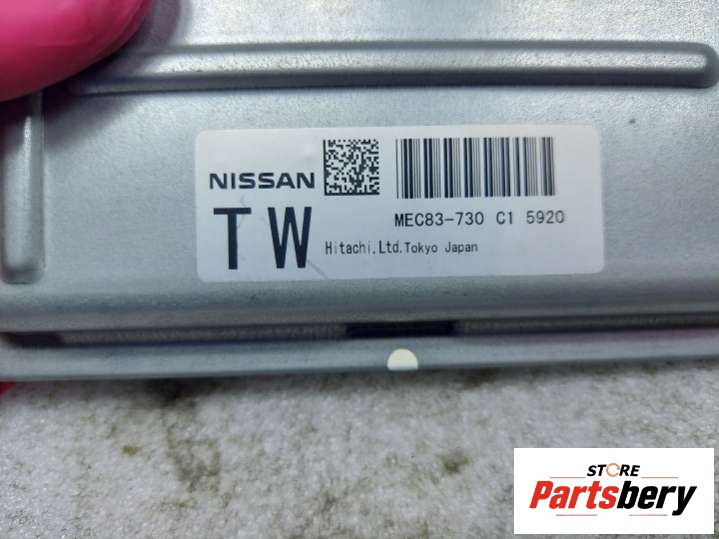 NISSAN
TW
MEC83-730 C1 5920
Hitachi,Ltd.Tokyo Japan
STORE
Partsbery